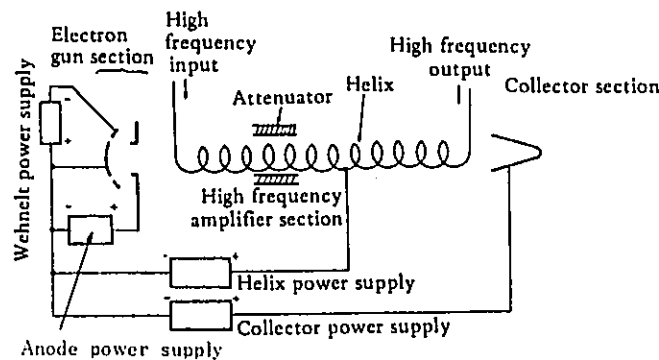 High
frequency
input
Electron
gun section
High frequency
output
Attenuator
Helix
Collector section
Wehnelt power supply
- +
High frequency
amplifier section
- +
- +
Helix power supply
- +
Collector power supply
Anode power supply